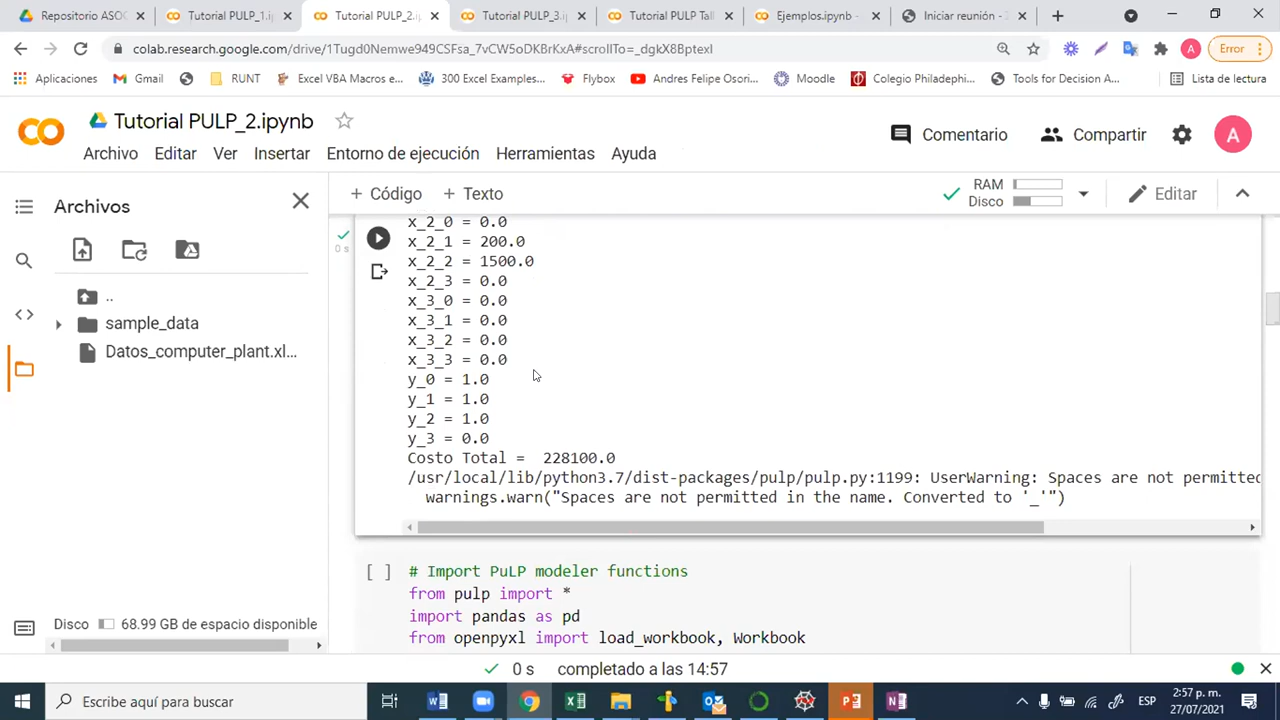 Repositorio ASO
Tutorial PULP_1.i
Tutorial PULP_2.i
Tutorial PULP_3.i
Tutorial PULP Tall
Ejemplos.ipynb -
Iniciar reunión -
colab.research.google.com/drive/1Tugd0Nemwe949CSFsa_7vCW5oDKBrKxA#scrollTo=_dgkX8Bptexl
A
Error
Aplicaciones
Gmail
RUNT
Excel VBA Macros e...
300 Excel Examples...
Flybox
Andres Felipe Osori...
Moodle
Colegio Philadelphi...
Tools for Decision A...
Lista de lectura
Tutorial PULP_2.ipynb
Comentario
Compartir
A
Archivo
Editar
Ver
Insertar
Entorno de ejecución
Herramientas
Ayuda
Archivos
+ Código
+ Texto
RAM
Disco
Editar
..
sample_data
Datos_computer_plant.xl...
0 s
x_2_0 = 0.0
x_2_1 = 200.0
x_2_2 = 1500.0
x_2_3 = 0.0
x_3_0 = 0.0
x_3_1 = 0.0
x_3_2 = 0.0
x_3_3 = 0.0
y_0 = 1.0
y_1 = 1.0
y_2 = 1.0
y_3 = 0.0
Costo Total =  228100.0
/usr/local/lib/python3.7/dist-packages/pulp/pulp.py:1199: UserWarning: Spaces are not permitted
warnings.warn("Spaces are not permitted in the name. Converted to '_'")
[ ]
# Import PuLP modeler functions
from pulp import *
import pandas as pd
from openpyxl import load_workbook, Workbook
Disco
68.99 GB de espacio disponible
0 s
completado a las 14:57
Escribe aquí para buscar
ESP
2:57 p. m.
27/07/2021